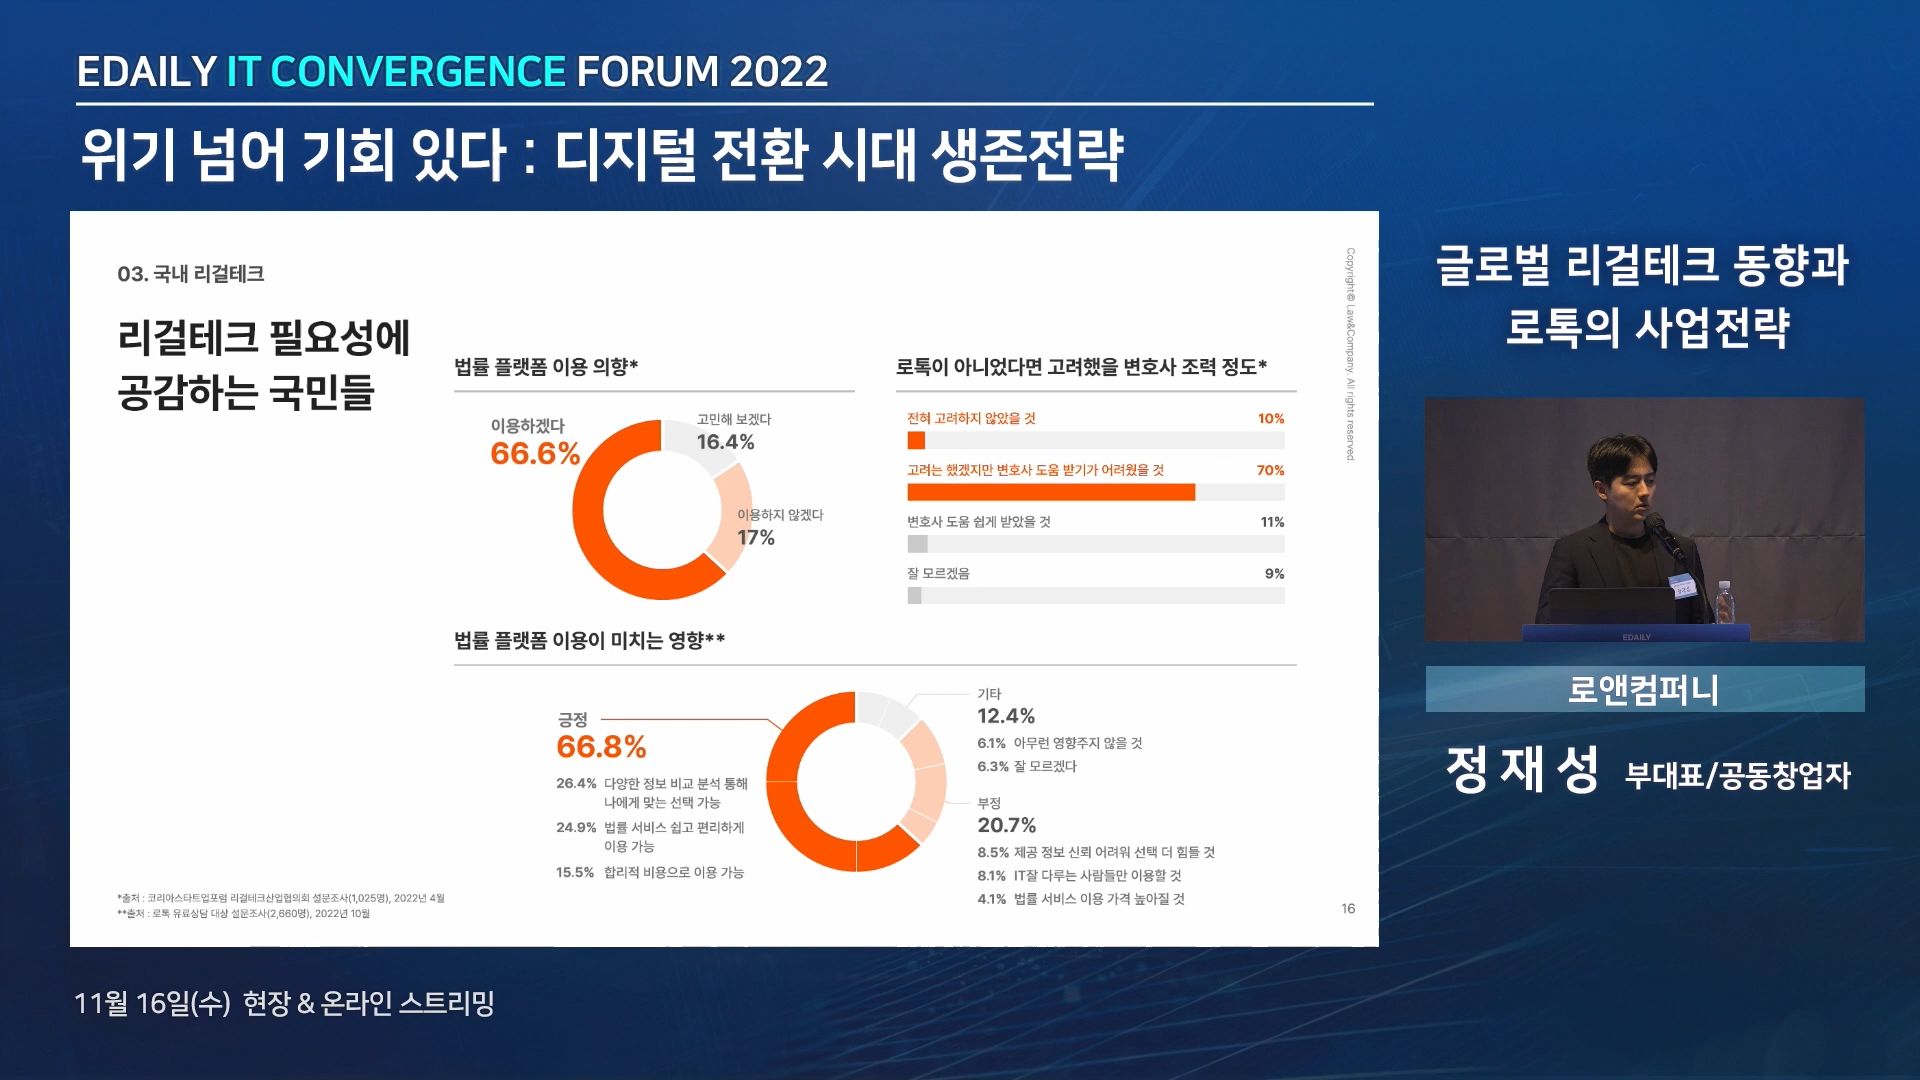 EDAILY IT CONVERGENCE FORUM 2022
위기 넘어 기회 있다 : 디지털 전환 시대 생존전략
03. 국내 리걸테크
리걸테크 필요성에
공감하는 국민들
법률 플랫폼 이용 의향*
이용하겠다
66.6%
고민해 보겠다
16.4%
이용하지 않겠다
17%
로톡이 아니었다면 고려했을 변호사 조력 정도*
전혀 고려하지 않았을 것 10%
고려는 했겠지만 변호사 도움 받기가 어려웠을 것 70%
변호사 도움 쉽게 받았을 것 11%
잘 모르겠음 9%
법률 플랫폼 이용이 미치는 영향**
긍정
66.8%
26.4% 다양한 정보 비교 분석 통해
나에게 맞는 선택 가능
24.9% 법률 서비스 쉽고 편리하게
이용 가능
15.5% 합리적 비용으로 이용 가능
기타
12.4%
6.1% 아무런 영향주지 않을 것
6.3% 잘 모르겠다
부정
20.7%
8.5% 제공 정보 신뢰 어려워 선택 더 힘들 것
8.1% IT잘 다루는 사람들만 이용할 것
4.1% 법률 서비스 이용 가격 높아질 것
*출처 : 코리아스타트업포럼 리걸테크산업협의회 설문조사(1,025명), 2022년 4월
**출처 : 로톡 유료상담 대상 설문조사(2,660명), 2022년 10월
16
Copyright© Law&Company. All rights reserved.
글로벌 리걸테크 동향과
로톡의 사업전략
EDAILY
로앤컴퍼니
정재성 부대표/공동창업자
11월 16일(수) 현장 & 온라인 스트리밍